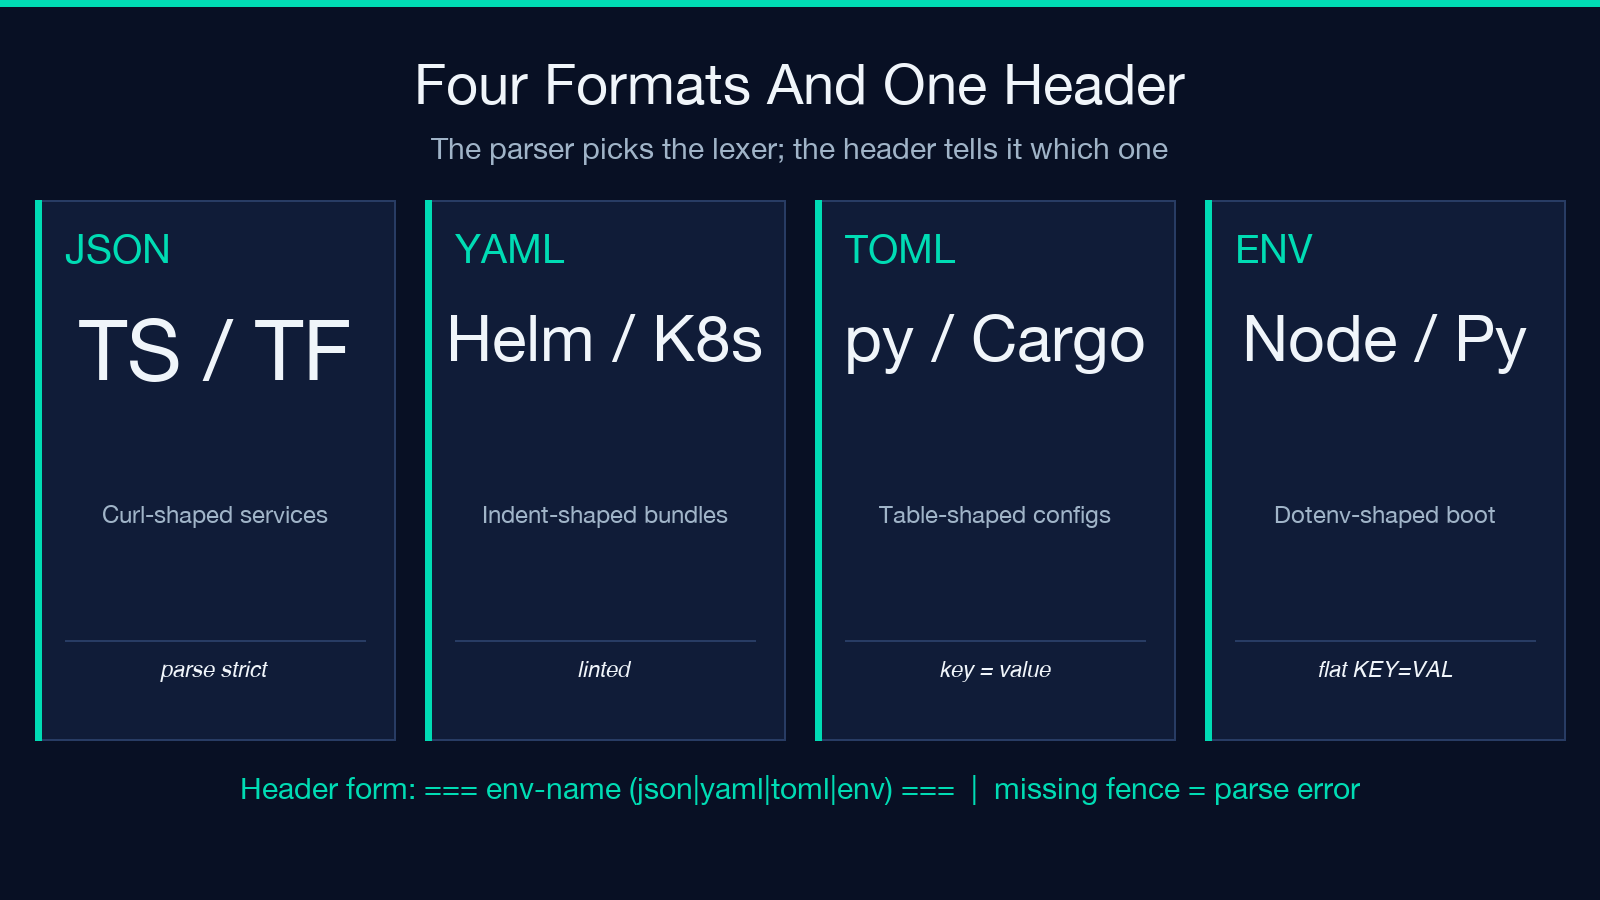 Four Formats And One Header
The parser picks the lexer; the header tells it which one
JSON
TS / TF
Curl-shaped services
parse strict
YAML
Helm / K8s
Indent-shaped bundles
linted
TOML
py / Cargo
Table-shaped configs
key = value
ENV
Node / Py
Dotenv-shaped boot
flat KEY=VAL
Header form: === env-name (json|yaml|toml|env) === | missing fence = parse error